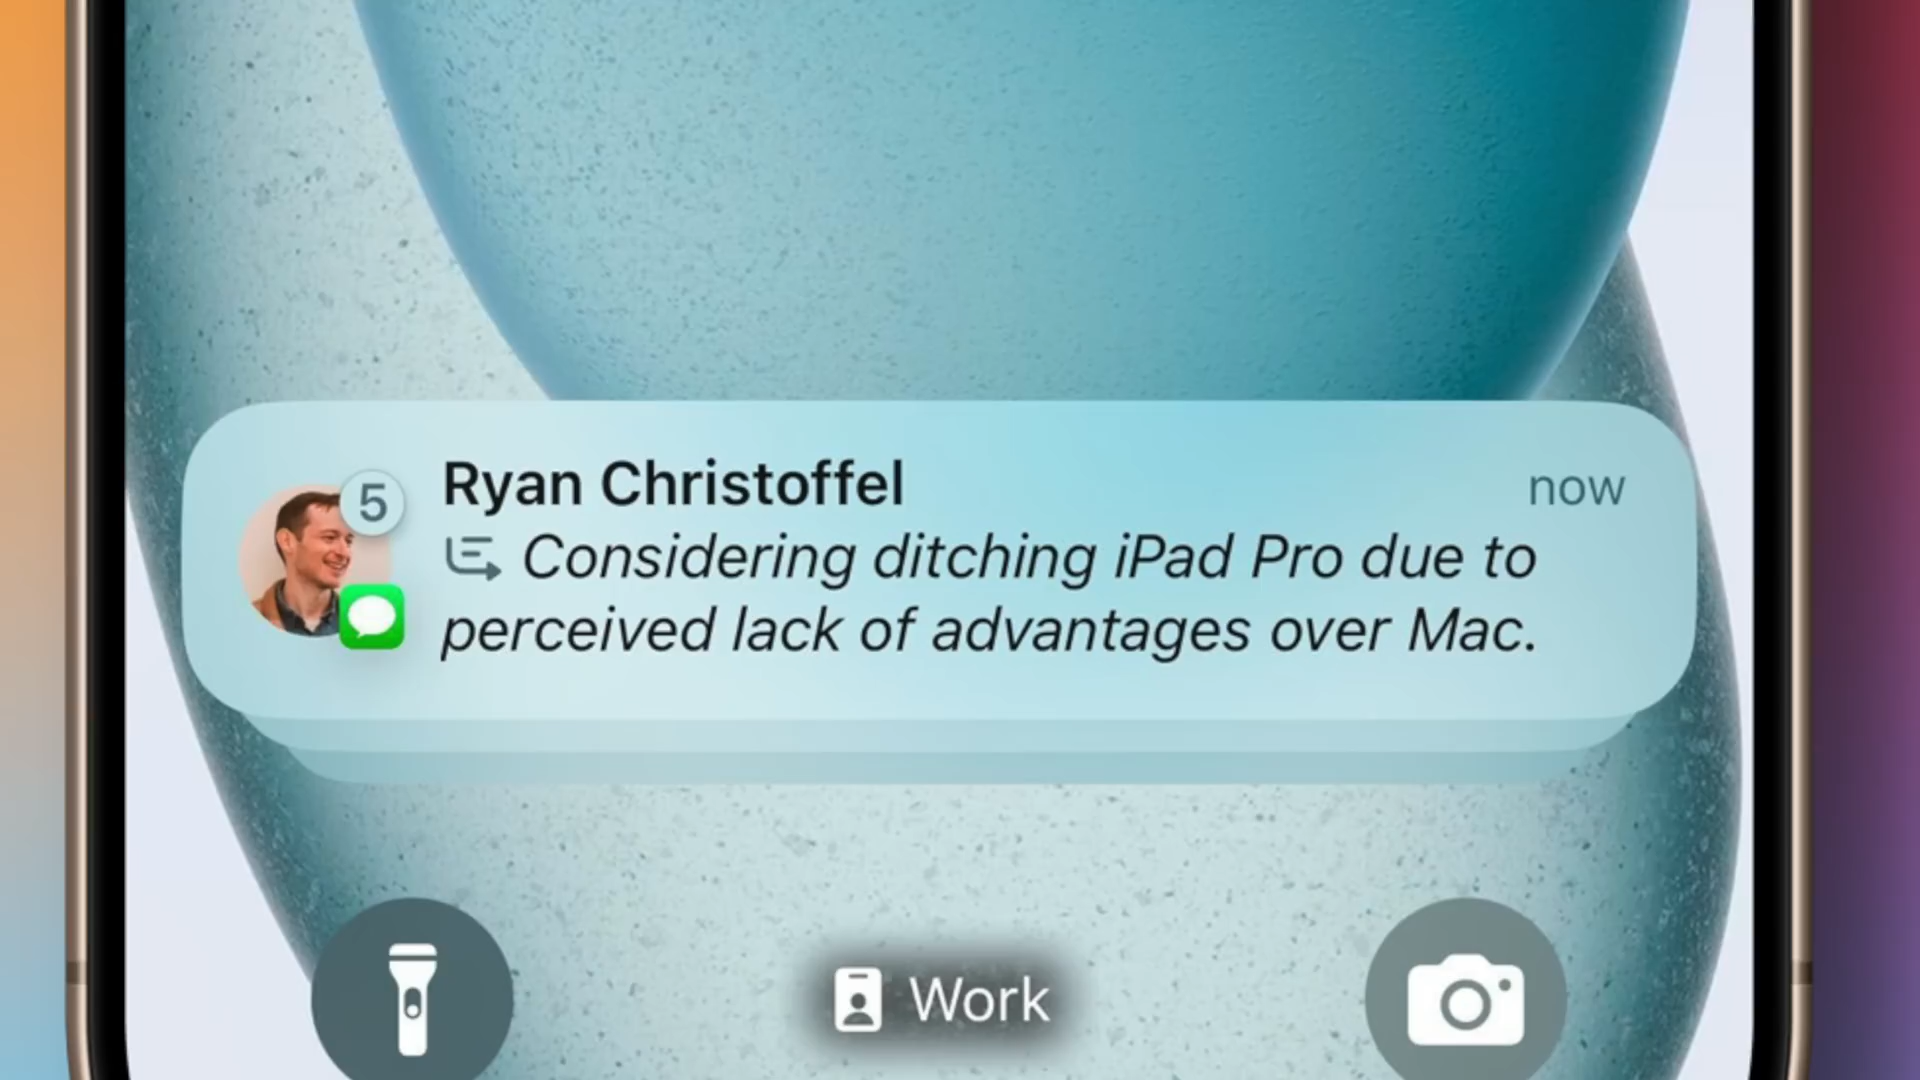 5
Ryan Christoffel
now
Considering ditching iPad Pro due to
perceived lack of advantages over Mac.
Work